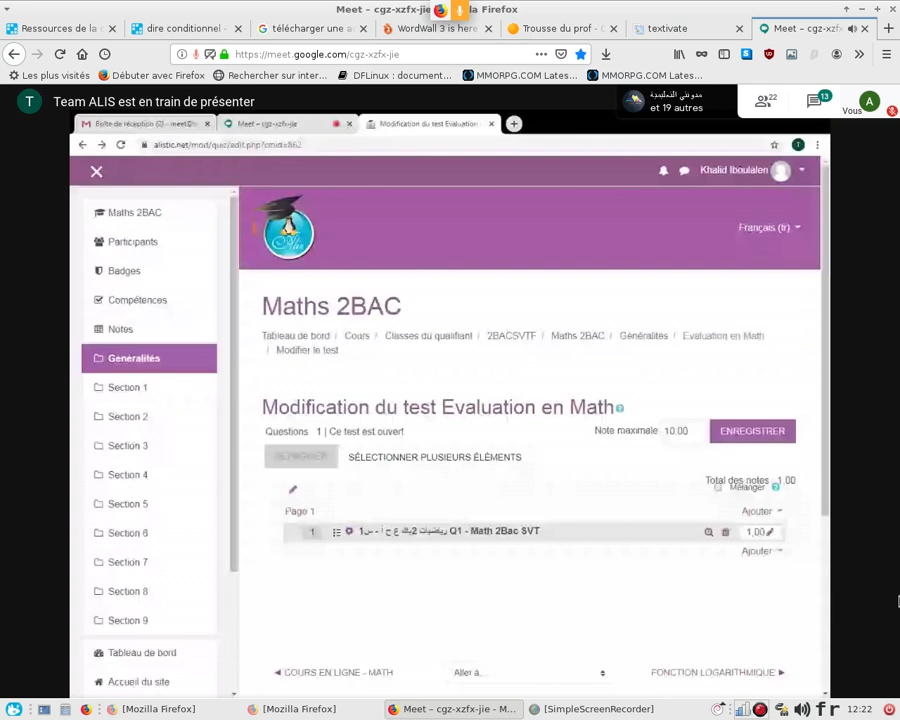 Meet – cgz-xzfx-jie
Firefox
Ressources de la
dire conditionnel -
télécharger une a
WordWall 3 is here
Trousse du prof -
textivate
Meet – cgz-xzfx
https://meet.google.com/cgz-xzfx-jie
Les plus visités
Débuter avec Firefox
Rechercher sur inter...
DFLinux : document...
MMORPG.COM Lates...
MMORPG.COM Lates...
T
Team ALIS est en train de présenter
مدونتي التعليمية
et 19 autres
22
13
A
Vous
Boîte de réception
Meet – cgz-xzfx-jie
Modification du test Evaluation
alistic.net/mod/quiz/edit.php?cmid=862
T
Khalid Iboulalen
Maths 2BAC
Participants
Badges
Compétences
Notes
Généralités
Section 1
Section 2
Section 3
Section 4
Section 5
Section 6
Section 7
Section 8
Section 9
Tableau de bord
Accueil du site
Alis
Français (fr)
Maths 2BAC
Tableau de bord / Cours / Classes du qualifiant / 2BACSVTF / Maths 2BAC / Généralités / Evaluation en Math
/ Modifier le test
Modification du test Evaluation en Math
Questions 1 | Ce test est ouvert
Note maximale 10.00 ENREGISTRER
SÉLECTIONNER PLUSIEURS ÉLÉMENTS
Total des notes 1,00
Mélanger
Page 1
Ajouter
1 رياضيات 2باك ع ح أ - س1 Q1 - Math 2Bac SVT 1,00
Ajouter
COURS EN LIGNE - MATH
Aller à...
FONCTION LOGARITHMIQUE
[Mozilla Firefox]
[Mozilla Firefox]
Meet – cgz-xzfx-jie - M...
[SimpleScreenRecorder]
f r
12:22